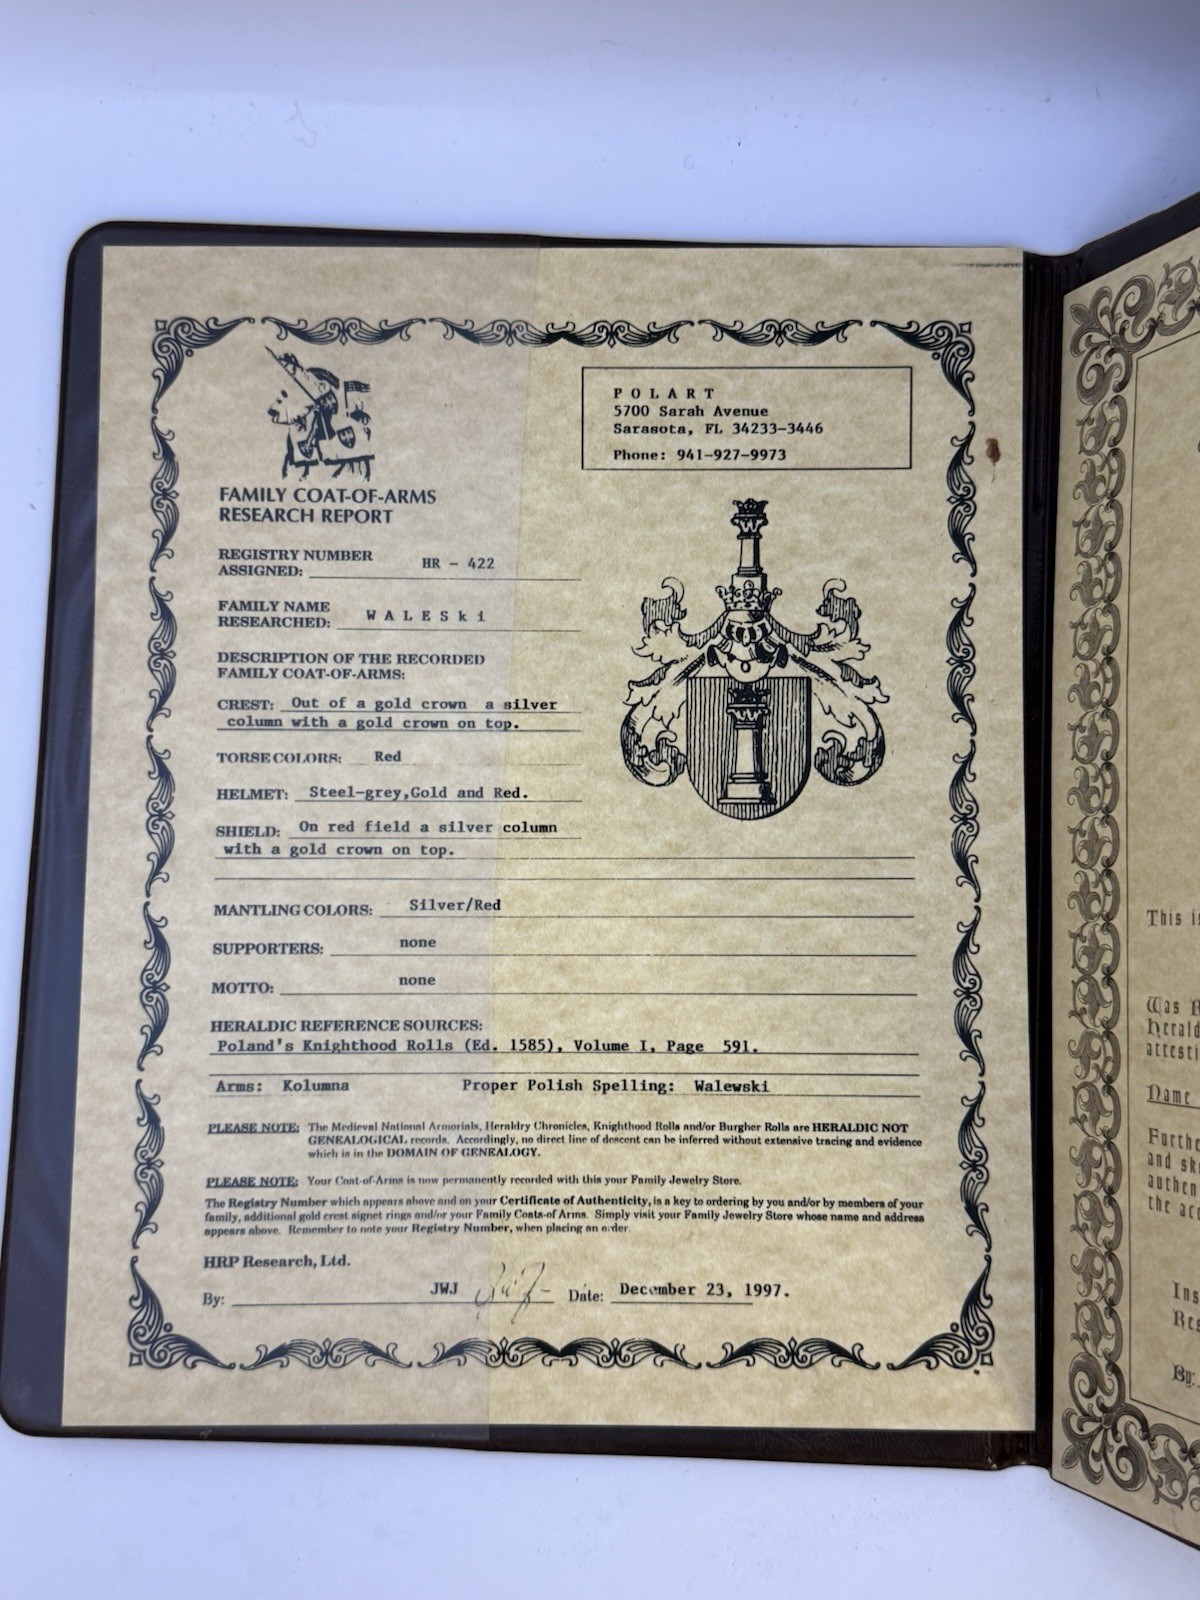 POLART
5700 Sarah Avenue
Sarasota, FL 34233-3446
Phone: 941-927-9973
FAMILY COAT-OF-ARMS
RESEARCH REPORT
REGISTRY NUMBER
ASSIGNED: HR - 422
FAMILY NAME
RESEARCHED: WALESki
DESCRIPTION OF THE RECORDED
FAMILY COAT-OF-ARMS:
CREST: Out of a gold crown a silver
column with a gold crown on top.
TORSE COLORS: Red
HELMET: Steel-grey,Gold and Red.
SHIELD: On red field a silver column
with a gold crown on top.
MANTLING COLORS: Silver/Red
SUPPORTERS: none
MOTTO: none
HERALDIC REFERENCE SOURCES:
Poland's Knighthood Rolls (Ed. 1585), Volume I, Page 591.
Arms: Kolumna Proper Polish Spelling: Walewski
PLEASE NOTE: The Medieval National Armorials, Heraldry Chronicles, Knighthood Rolls and/or Burgher Rolls are HERALDIC NOT
GENEALOGICAL records. Accordingly, no direct line of descent can be inferred without extensive tracing and evidence
which is in the DOMAIN OF GENEALOGY.
PLEASE NOTE: Your Coat-of-Arms is now permanently recorded with this your Family Jewelry Store.
The Registry Number which appears above and on your Certificate of Authenticity, is a key to ordering by you and/or by members of your
family, additional gold crest signet rings and/or your Family Coats-of Arms. Simply visit your Family Jewelry Store whose name and address
appears above. Remember to note your Registry Number, when placing an order.
HRP Research, Ltd.
By: JWJ Date: December 23, 1997.
This is
Was
Herald
attesti
Name
Furthe
and sk
authen
the acc
Ins
Res
By: